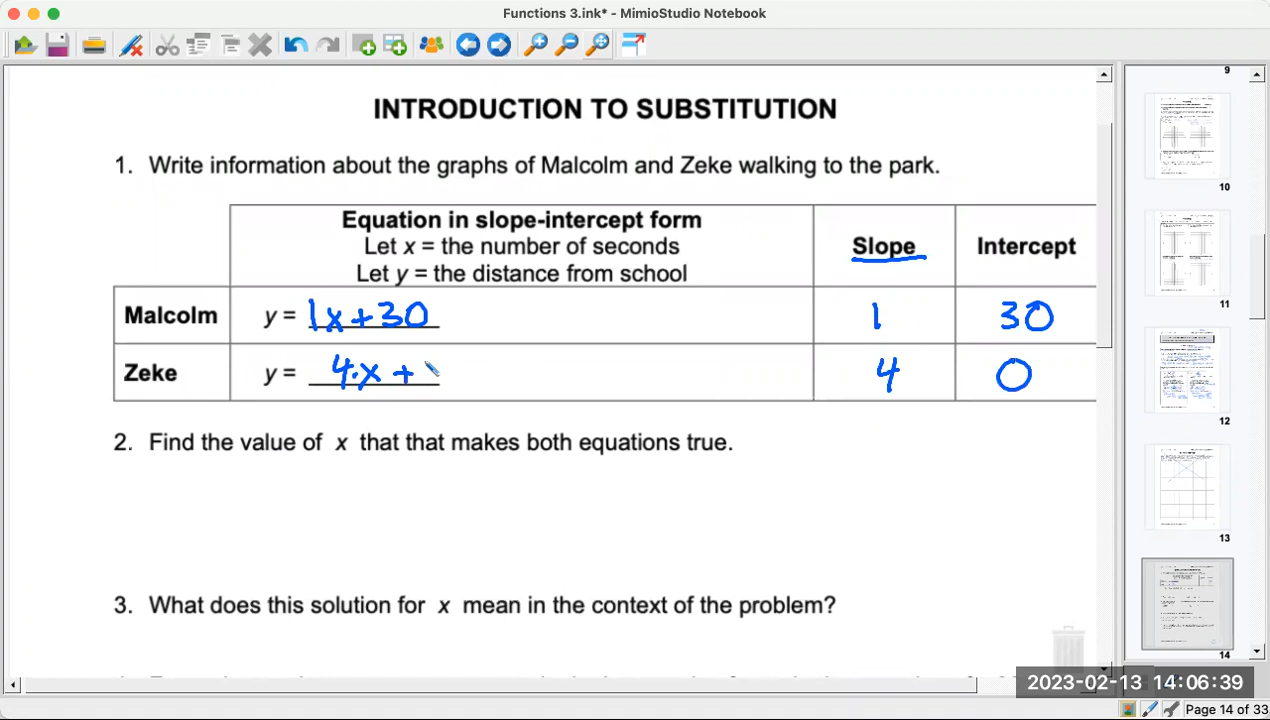 Functions 3.ink* - MimioStudio Notebook
INTRODUCTION TO SUBSTITUTION
1. Write information about the graphs of Malcolm and Zeke walking to the park.
Equation in slope-intercept form
Let x = the number of seconds
Let y = the distance from school
Slope
Intercept
Malcolm y = 1x+30 1 30
Zeke y = 4·x + 4 0
2. Find the value of x that that makes both equations true.
3. What does this solution for x mean in the context of the problem?
9
10
11
12
13
14
2023-02-13 14:06:39
Page 14 of 33